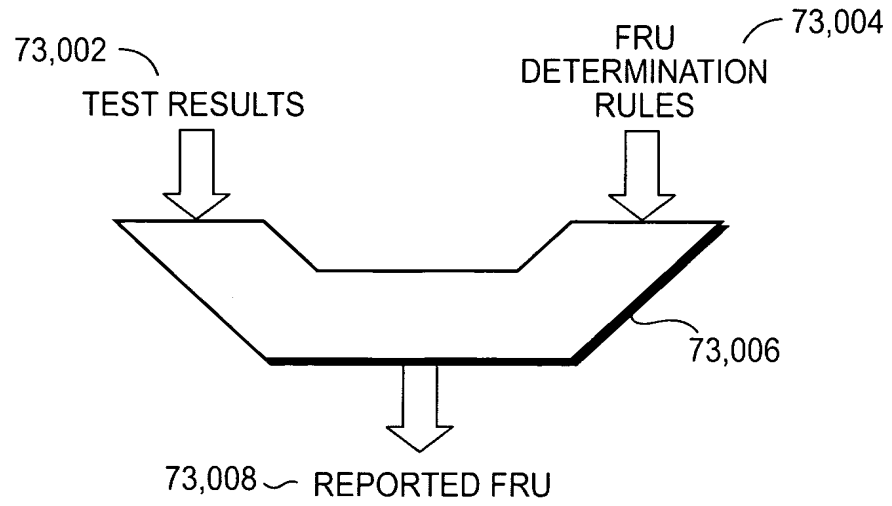 73,002
TEST RESULTS
73,004
FRU
DETERMINATION
RULES
73,006
73,008
REPORTED FRU